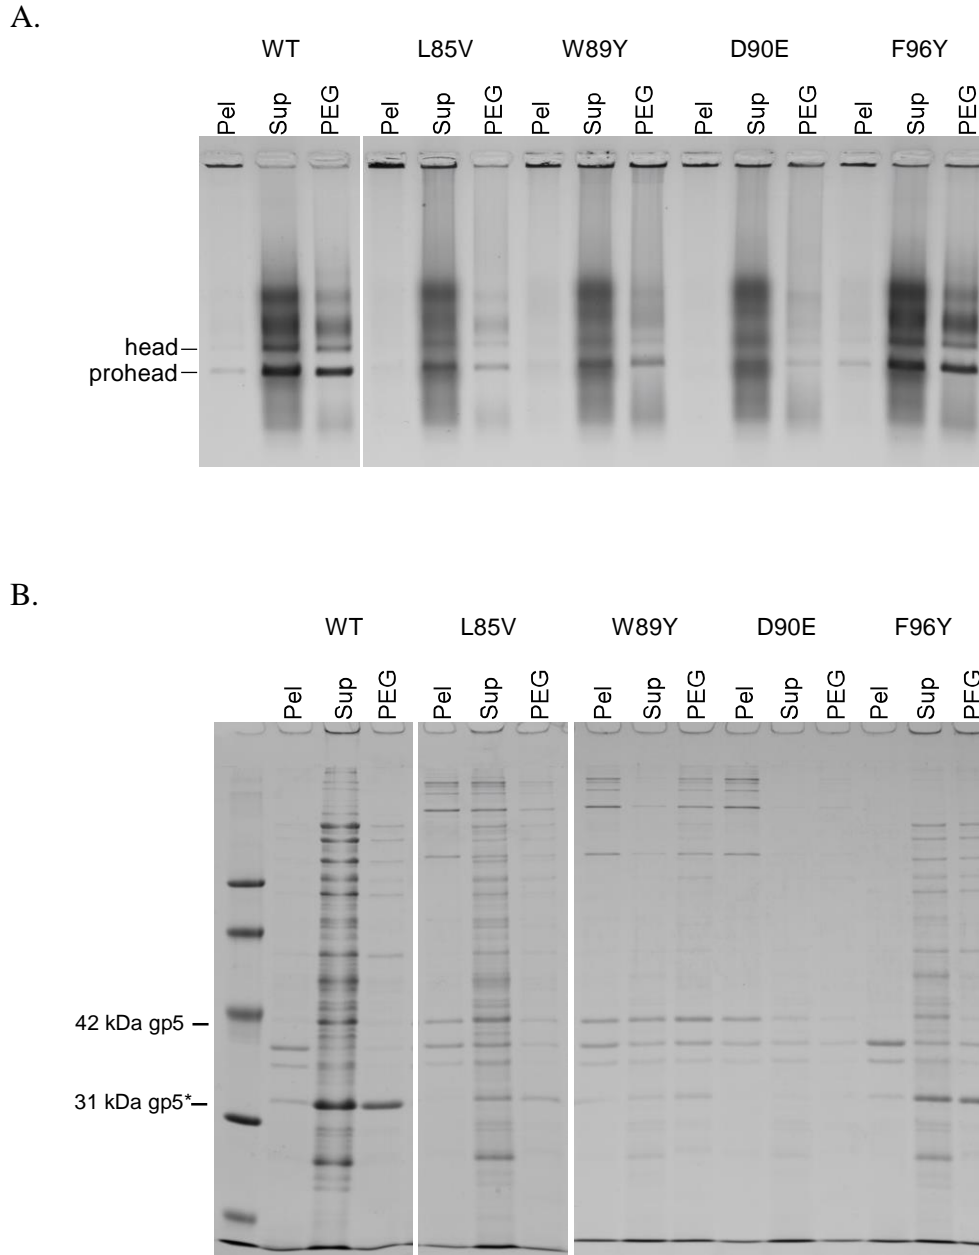 A.
WT L85V W89Y D90E F96Y
Pel Sup PEG Pel Sup PEG Pel Sup PEG Pel Sup PEG Pel Sup PEG
head
prohead
B.
WT L85V W89Y D90E F96Y
Pel Sup PEG Pel Sup PEG Pel Sup PEG Pel Sup PEG Pel Sup PEG
42 kDa gp5
31 kDa gp5*